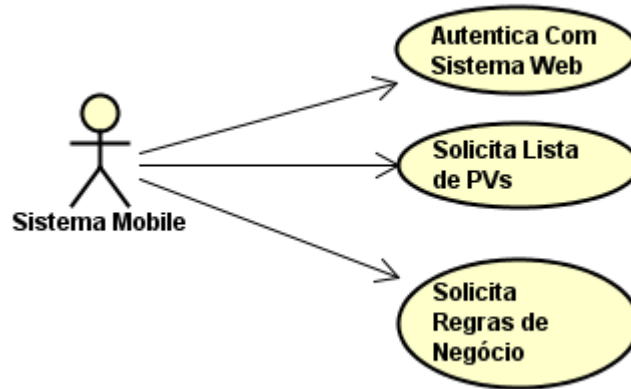 Autentica Com
Sistema Web
Solicita Lista
de PVs
Sistema Mobile
Solicita
Regras de
Negócio